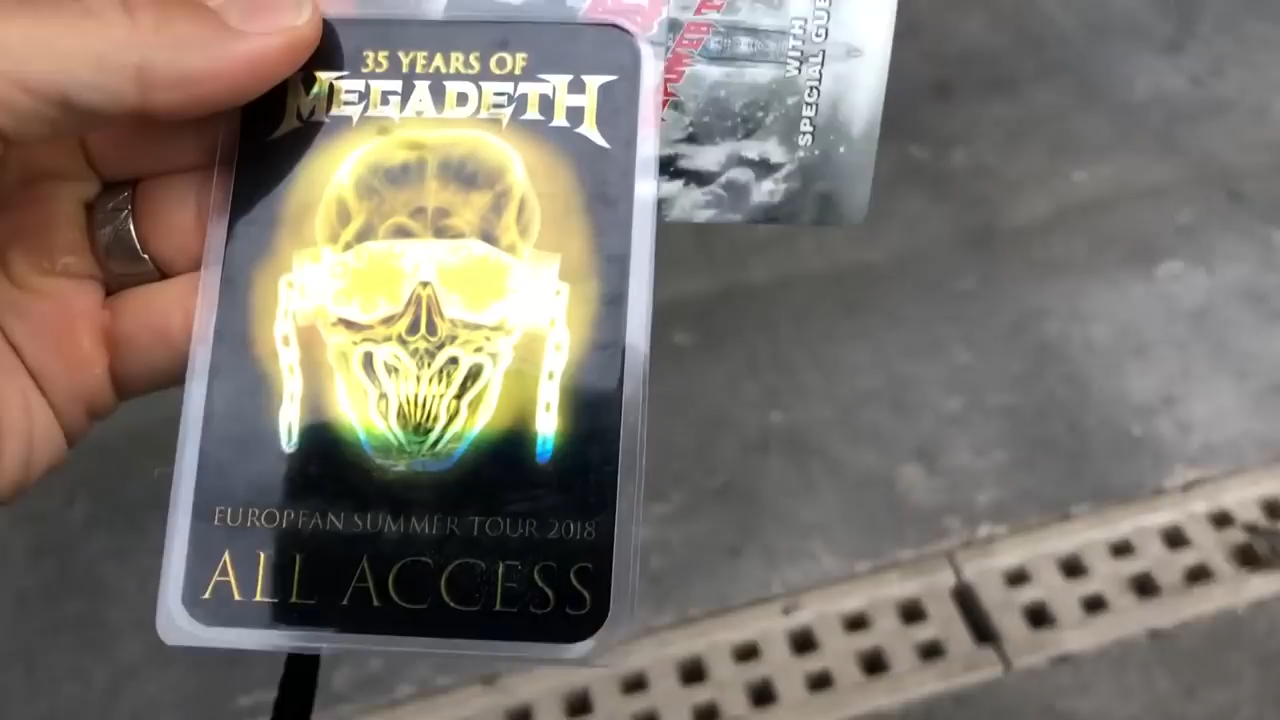 35 YEARS OF
MEGADETH
EUROPEAN SUMMER TOUR 2018
ALL ACCESS
WITH
SPECIAL GUE